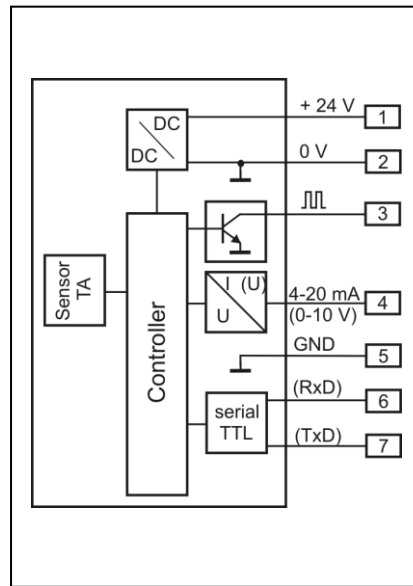 DC
DC
+ 24 V
1
0 V
2
3
Sensor
TA
Controller
I (U)
U
4-20 mA
(0-10 V)
4
GND
5
serial
TTL
(RxD)
6
(TxD)
7